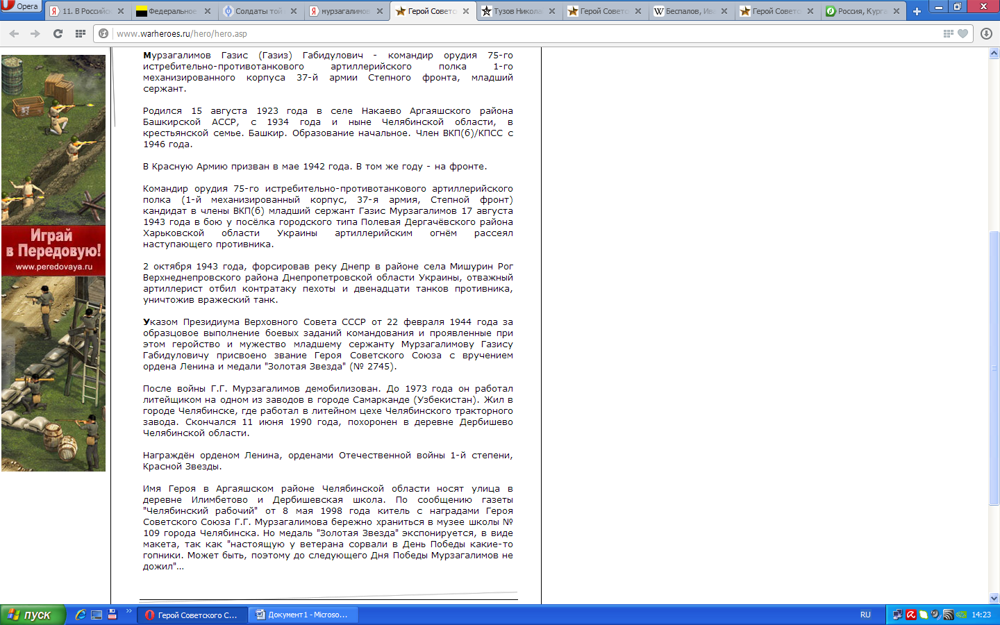 Opera
11. В Российс
Федеральное
Солдаты той
мурзагалимов
Герой Советс
Тузов Никола
Герой Советс
Беспалов, Ива
Герой Советс
Россия, Курга
www.warheroes.ru/hero/hero.asp
Мурзагалимов Газис (Газиз) Габидулович - командир орудия 75-го
истребительно-противотанкового артиллерийского полка 1-го
механизированного корпуса 37-й армии Степного фронта, младший
сержант.
Родился 15 августа 1923 года в селе Накаево Аргаяшского района
Башкирской АССР, с 1934 года и ныне Челябинской области, в
крестьянской семье. Башкир. Образование начальное. Член ВКП(б)/КПСС с
1946 года.
В Красную Армию призван в мае 1942 года. В том же году - на фронте.
Командир орудия 75-го истребительно-противотанкового артиллерийского
полка (1-й механизированный корпус, 37-я армия, Степной фронт)
кандидат в члены ВКП(б) младший сержант Газис Мурзагалимов 17 августа
1943 года в бою у посёлка городского типа Полевая Дергачёвского района
Харьковской области Украины артиллерийским огнём рассеял
наступающего противника.
2 октября 1943 года, форсировав реку Днепр в районе села Мишурин Рог
Верхнеднепровского района Днепропетровской области Украины, отважный
артиллерист отбил контратаку пехоты и двенадцати танков противника,
уничтожив вражеский танк.
Указом Президиума Верховного Совета СССР от 22 февраля 1944 года за
образцовое выполнение боевых заданий командования и проявленные при
этом геройство и мужество младшему сержанту Мурзагалимову Газису
Габидуловичу присвоено звание Героя Советского Союза с вручением
ордена Ленина и медали "Золотая Звезда" (№ 2745).
После войны Г.Г. Мурзагалимов демобилизован. До 1973 года он работал
литейщиком на одном из заводов в городе Самарканде (Узбекистан). Жил в
городе Челябинске, где работал в литейном цехе Челябинского тракторного
завода. Скончался 11 июня 1990 года, похоронен в деревне Дербишево
Челябинской области.
Награждён орденом Ленина, орденами Отечественной войны 1-й степени,
Красной Звезды.
Имя Героя в Аргаяшском районе Челябинской области носят улица в
деревне Илимбетово и Дербишевская школа. По сообщению газеты
"Челябинский рабочий" от 8 мая 1998 года китель с наградами Героя
Советского Союза Г.Г. Мурзагалимова бережно храниться в музее школы №
109 города Челябинска. Но медаль "Золотая Звезда" экспонируется, в виде
макета, так как "настоящую у ветерана сорвали в День Победы какие-то
гопники. Может быть, поэтому до следующего Дня Победы Мурзагалимов не
дожил"...
Играй
в Передовую!
www.peredovaya.ru
пуск
Герой Советского С...
Документ1 - Microso...
RU
14:23